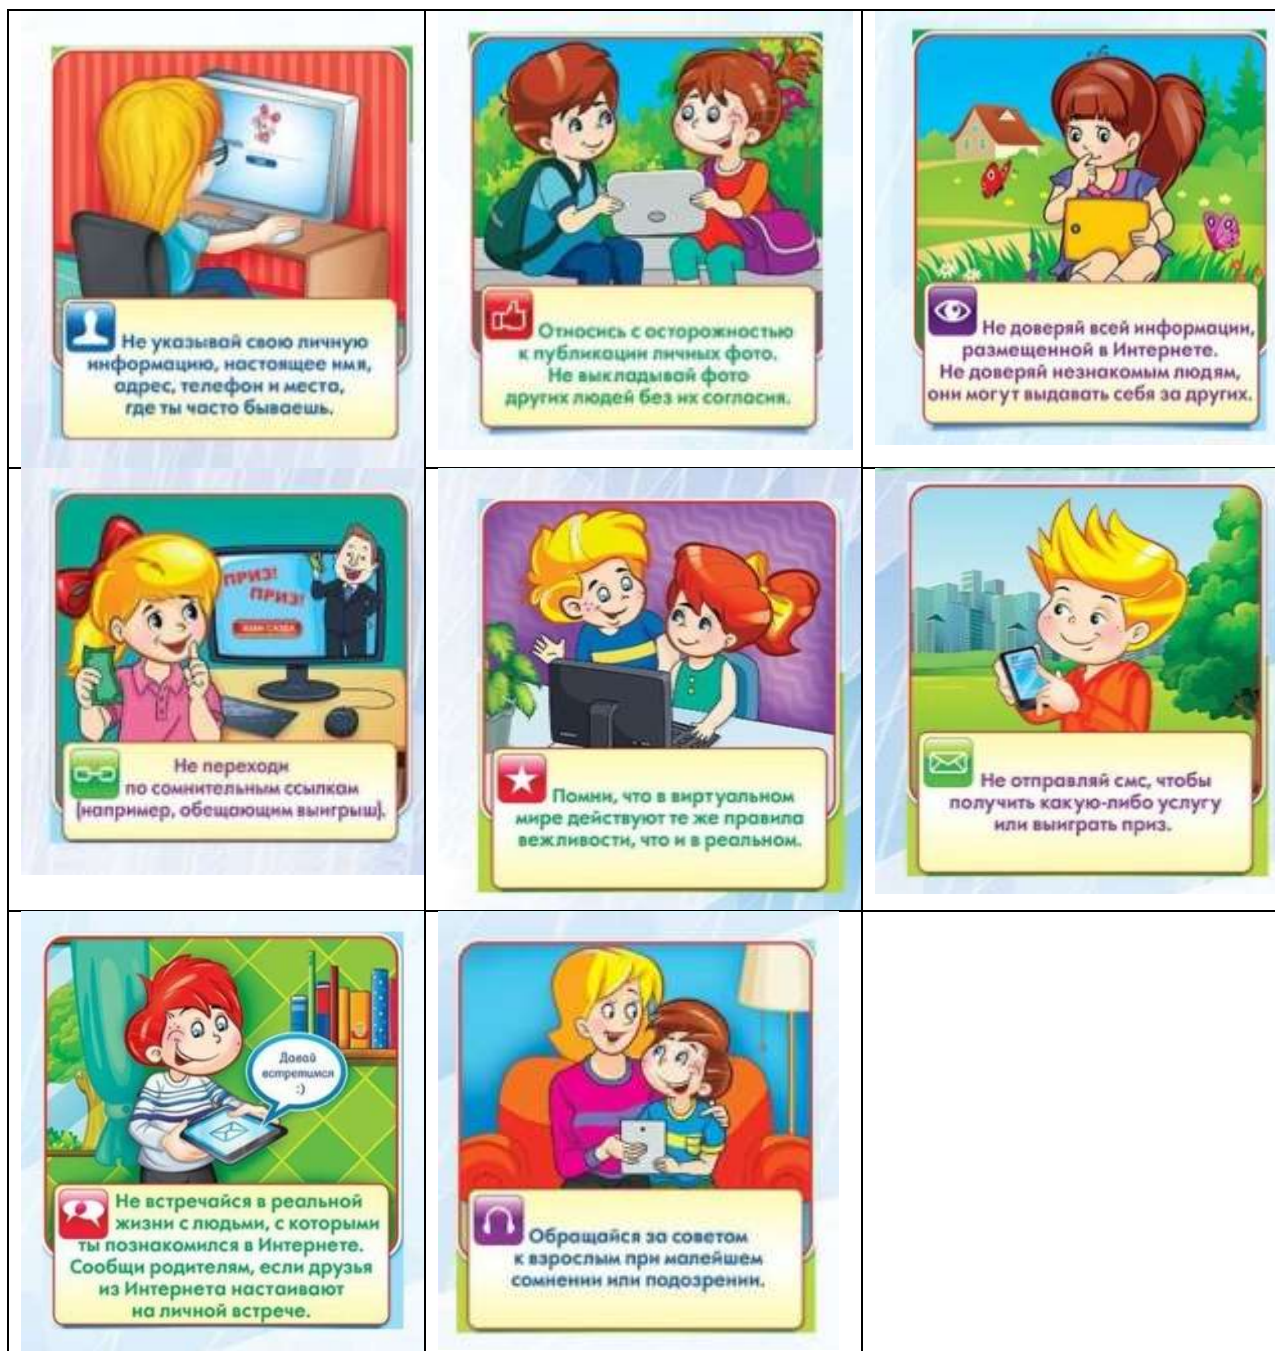 Не указывай свою личную
информацию, настоящее имя,
адрес, телефон и места,
где ты часто бываешь.
Относись с осторожностью
к публикации личных фото.
Не выкладывай фото
других людей без их согласия.
Не доверяй всей информации,
размещенной в Интернете.
Не доверяй незнакомым людям,
они могут выдавать себя за других.
ПРИЗ!
ПРИЗ!
Не переходи
по сомнительным ссылкам
(например, обещающим выигрыш).
Помни, что в виртуальном
мире действуют те же правила
вежливости, что и в реальном.
Не отправляй смс, чтобы
получить какую-либо услугу
или выиграть приз.
Давай
встретимся
:)
Не встречайся в реальной
жизни с людьми, с которыми
ты познакомился в Интернете.
Сообщи родителям, если друзья
из Интернета настаивают
на личной встрече.
Обращайся за советом
к взрослым при малейшем
сомнении или подозрении.